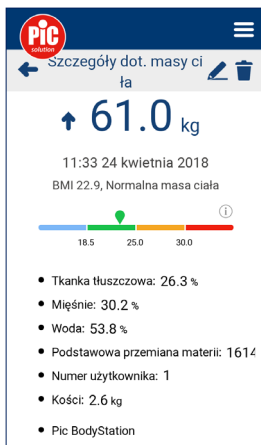 PiC
solution
Szczegóły dot. masy ci
ła
61.0 kg
11:33 24 kwietnia 2018
BMI 22.9, Normalna masa ciała
i
18.5 25.0 30.0
Tkanka tłuszczowa: 26.3 %
Mięśnie: 30.2 %
Woda: 53.8 %
Podstawowa przemiana materii: 1614
Numer użytkownika: 1
Kości: 2.6 kg
Pic BodyStation